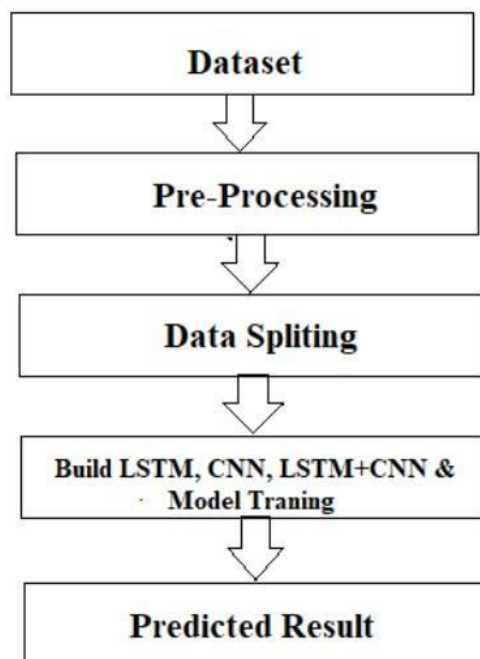 Dataset
Pre-Processing
Data Spliting
Build LSTM, CNN, LSTM+CNN &
Model Traning
Predicted Result